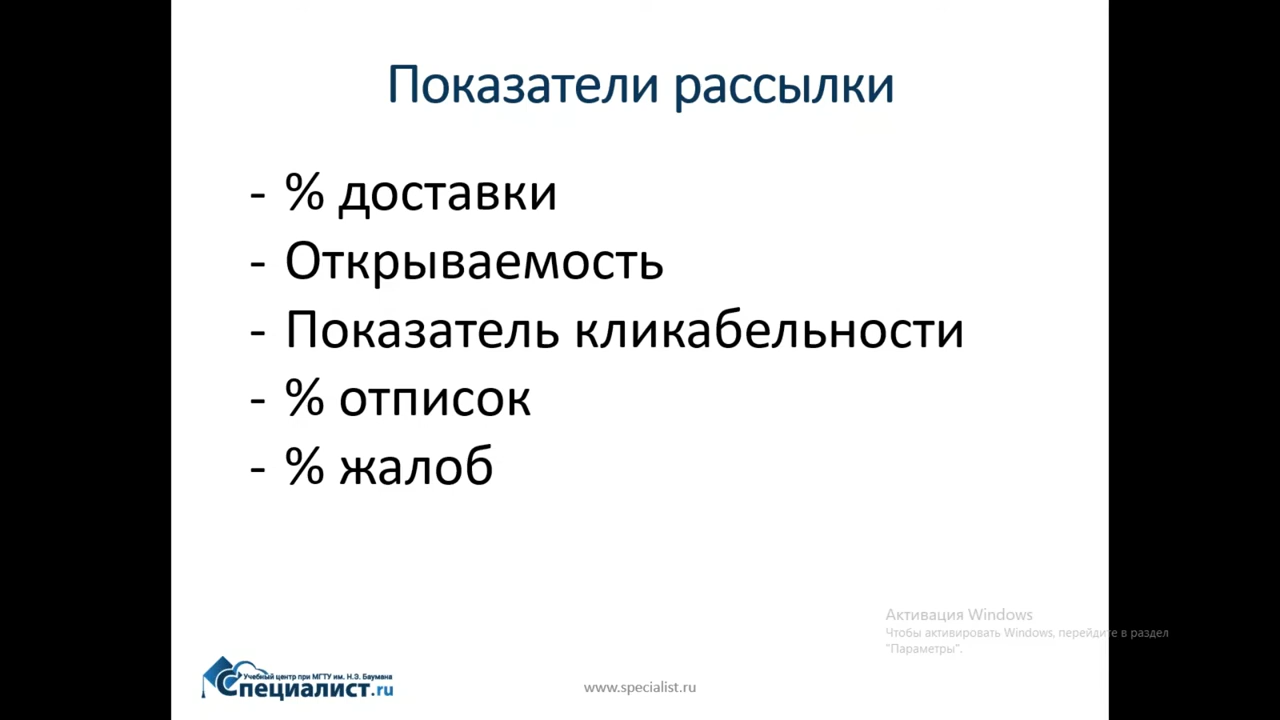 Показатели рассылки
- % доставки
- Открываемость
- Показатель кликабельности
- % отписок
- % жалоб
Активация Windows
Чтобы активировать Windows, перейдите в раздел
"Параметры".
Учебный центр при МГТУ им. Н.Э. Баумана
Специалист.ru
www.specialist.ru